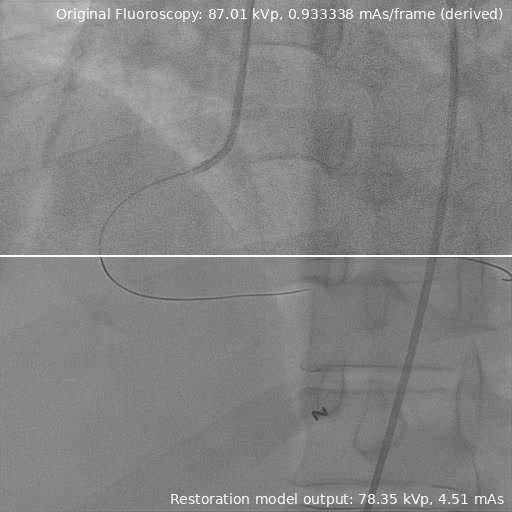 Original Fluoroscopy: 87.01 kVp, 0.933338 mAs/frame (derived)
Restoration model output: 78.35 kVp, 4.51 mAs